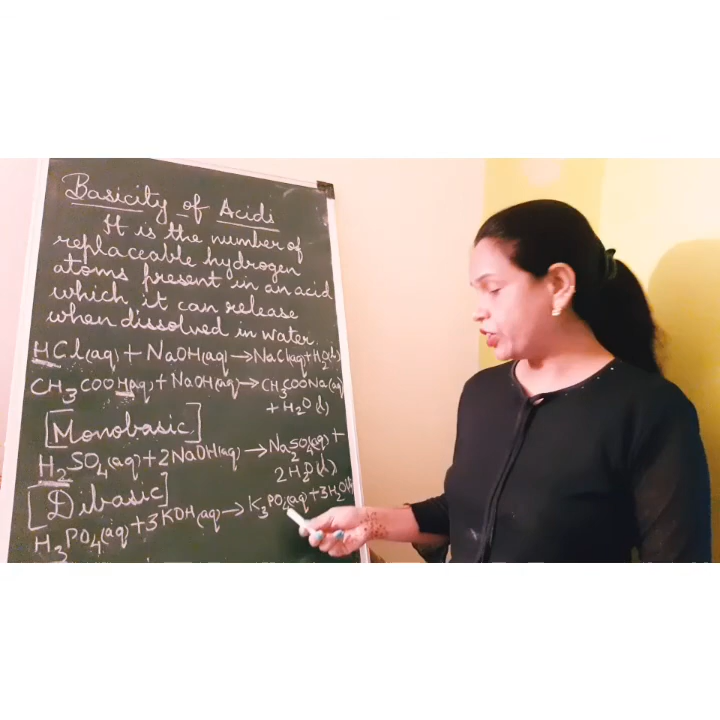 Basicity of Acids
It is the number of
replaceable hydrogen
atoms present in an acid
which it can release
when dissolved in water.
HCl(aq) + NaOH(aq) → NaCl(aq) + H₂O(l)
CH₃COOH(aq) + NaOH(aq) → CH₃COONa(aq)
+ H₂O(l)
[Monobasic]
H₂SO₄(aq) + 2NaOH(aq) → Na₂SO₄(aq) +
2H₂O(l)
[Dibasic]
H₃PO₄(aq) + 3KOH(aq) → K₃PO₄(aq) + 3H₂O(l)